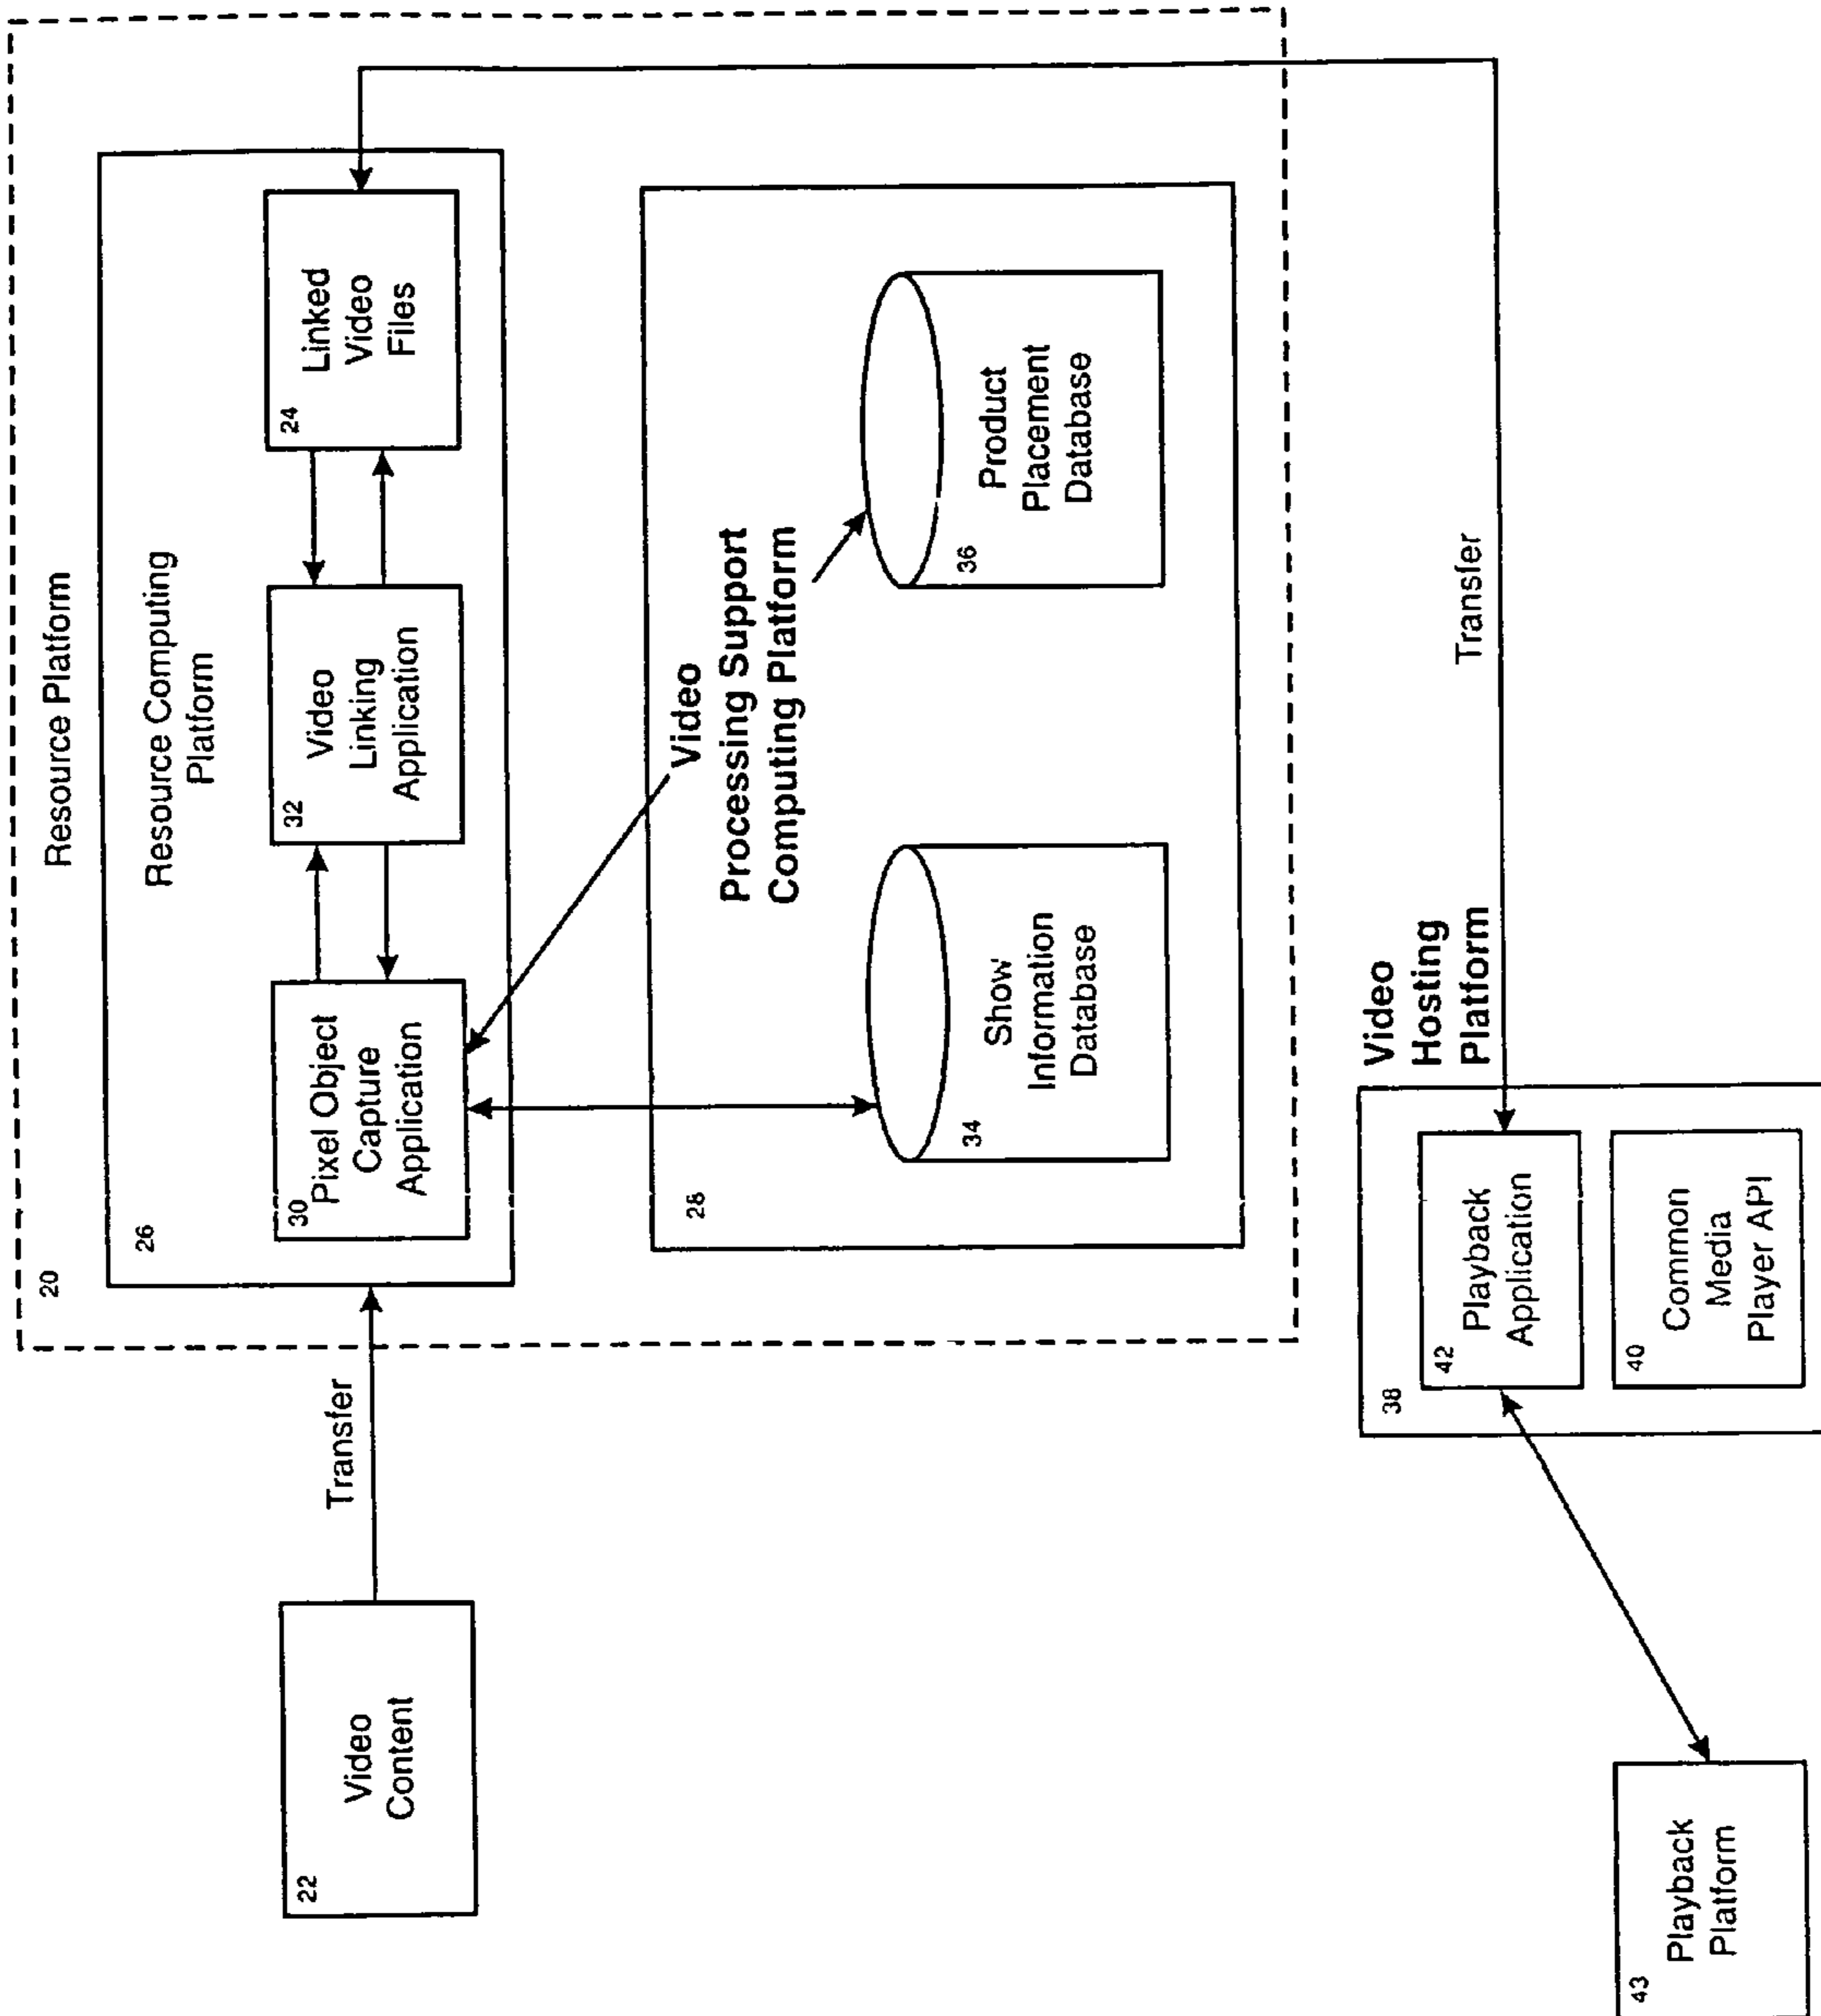 Resource Platform
20
Resource Computing
Platform
26
30
Pixel Object
Capture
Application
32
Video
Linking
Application
24
Linked
Video
Files
Transfer
22
Video
Content
Video
Processing Support
Computing Platform
28
34
Show
Information
Database
36
Product
Placement
Database
Transfer
Video
Hosting
Platform
38
42
Playback
Application
40
Common
Media
Player API
43
Playback
Platform